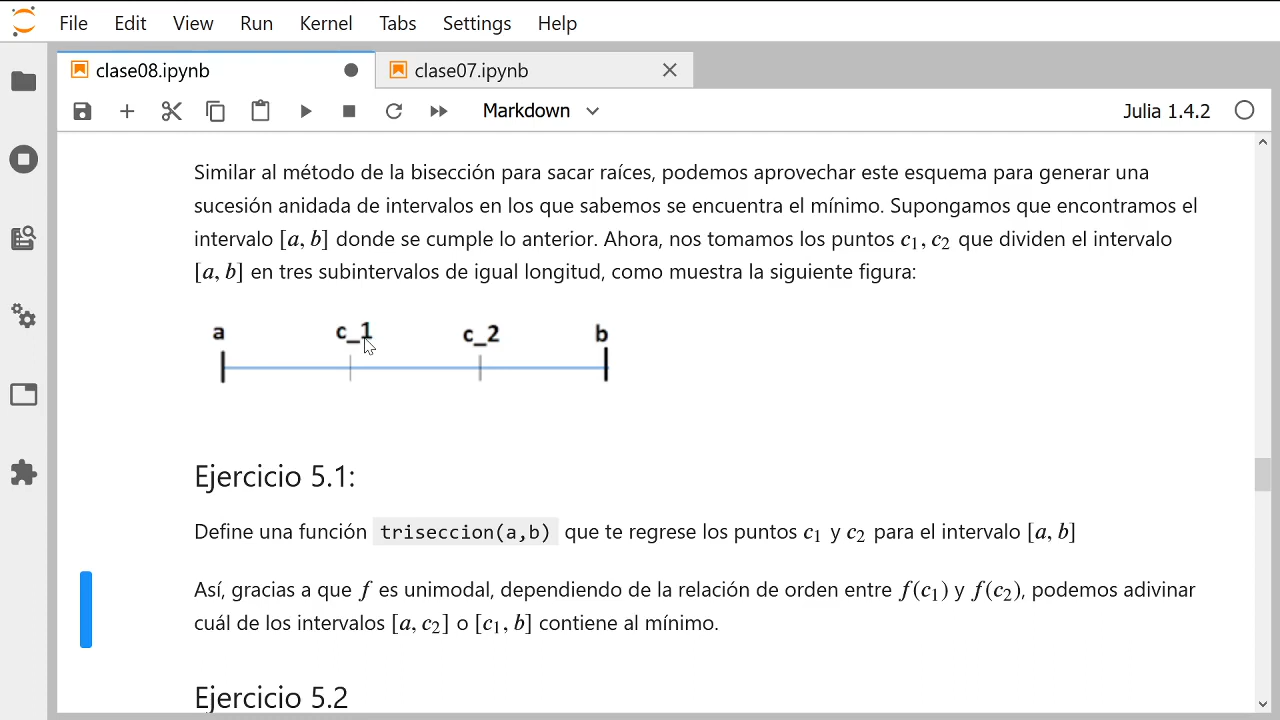 File Edit View Run Kernel Tabs Settings Help
clase08.ipynb clase07.ipynb
Markdown Julia 1.4.2
Similar al método de la bisección para sacar raíces, podemos aprovechar este esquema para generar una
sucesión anidada de intervalos en los que sabemos se encuentra el mínimo. Supongamos que encontramos el
intervalo [a, b] donde se cumple lo anterior. Ahora, nos tomamos los puntos c₁, c₂ que dividen el intervalo
[a, b] en tres subintervalos de igual longitud, como muestra la siguiente figura:
a c_1 c_2 b
Ejercicio 5.1:
Define una función triseccion(a,b) que te regrese los puntos c₁ y c₂ para el intervalo [a, b]
Así, gracias a que f es unimodal, dependiendo de la relación de orden entre f(c₁) y f(c₂), podemos adivinar
cuál de los intervalos [a, c₂] o [c₁, b] contiene al mínimo.
Ejercicio 5.2